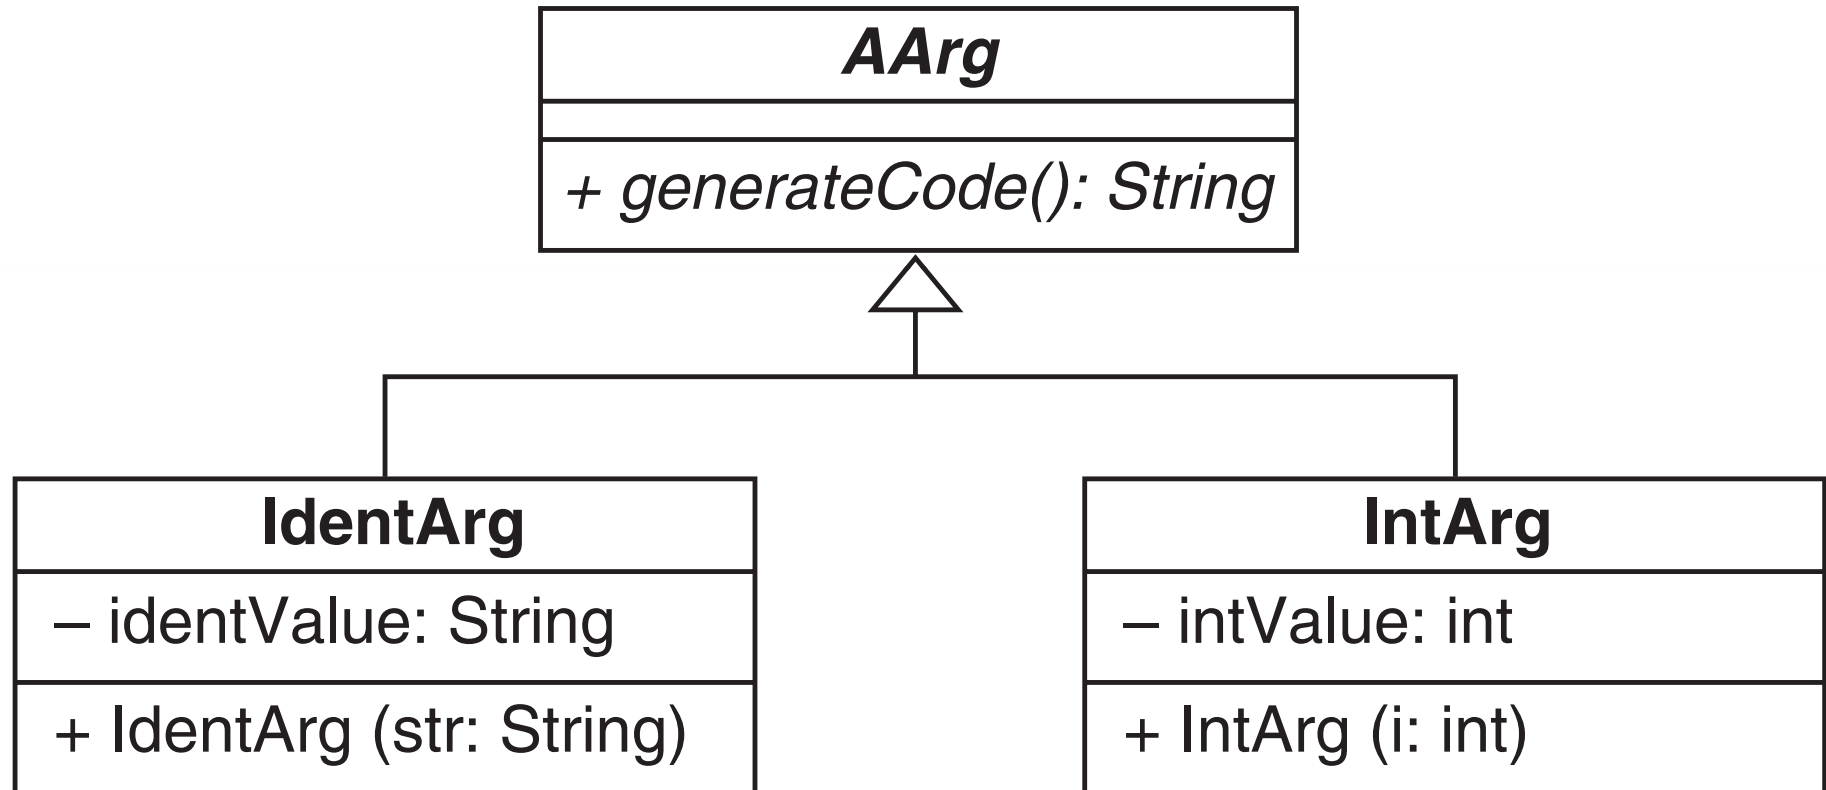 AArg
+ generateCode(): String
IdentArg
– identValue: String
+ IdentArg (str: String)
IntArg
– intValue: int
+ IntArg (i: int)